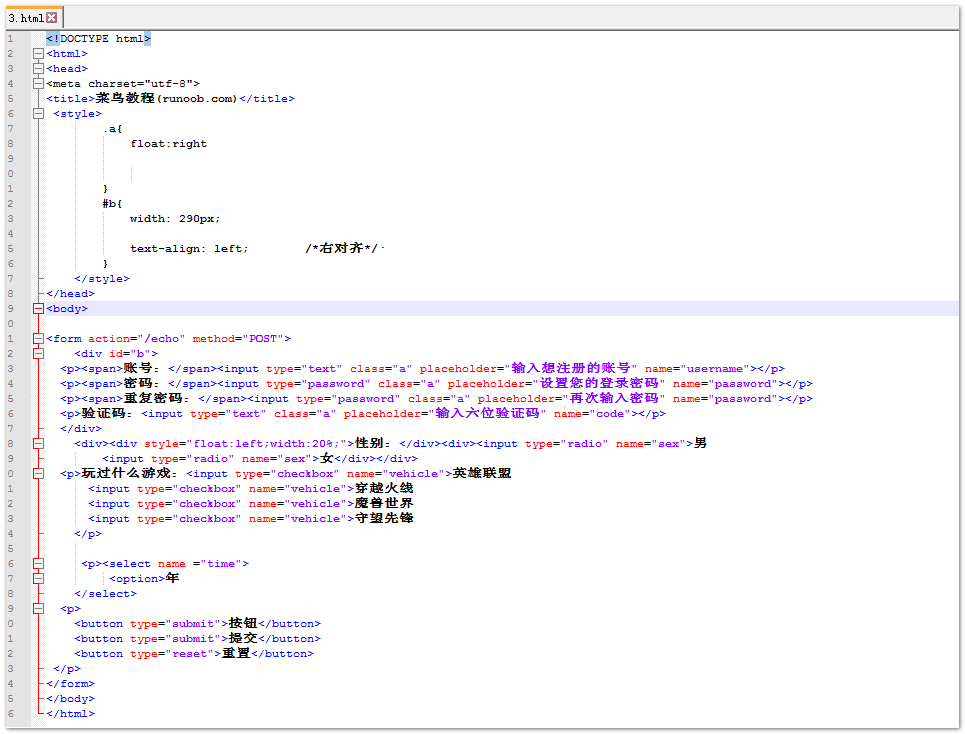 3.html
1 <!DOCTYPE html>
2 <html>
3 <head>
4 <meta charset="utf-8">
5 <title>菜鸟教程(runoob.com)</title>
6 <style>
7 .a{
8 float:right
9
0
1 }
2 #b{
3 width: 290px;
4
5 text-align: left; /*右对齐*/
6 }
7 </style>
8 </head>
9 <body>
0
1 <form action="/echo" method="POST">
2 <div id="b">
3 <p><span>账号：</span><input type="text" class="a" placeholder="输入想注册的账号" name="username"></p>
4 <p><span>密码：</span><input type="password" class="a" placeholder="设置您的登录密码" name="password"></p>
5 <p><span>重复密码：</span><input type="password" class="a" placeholder="再次输入密码" name="password"></p>
6 <p>验证码：<input type="text" class="a" placeholder="输入六位验证码" name="code"></p>
7 </div>
8 <div><div style="float:left;width:20%;">性别：</div><div><input type="radio" name="sex">男
9 <input type="radio" name="sex">女</div></div>
0 <p>玩过什么游戏：<input type="checkbox" name="vehicle">英雄联盟
1 <input type="checkbox" name="vehicle">穿越火线
2 <input type="checkbox" name="vehicle">魔兽世界
3 <input type="checkbox" name="vehicle">守望先锋
4 </p>
5
6 <p><select name ="time">
7 <option>年
8 </select>
9 <p>
0 <button type="submit">按钮</button>
1 <button type="submit">提交</button>
2 <button type="reset">重置</button>
3 </p>
4 </form>
5 </body>
6 </html>